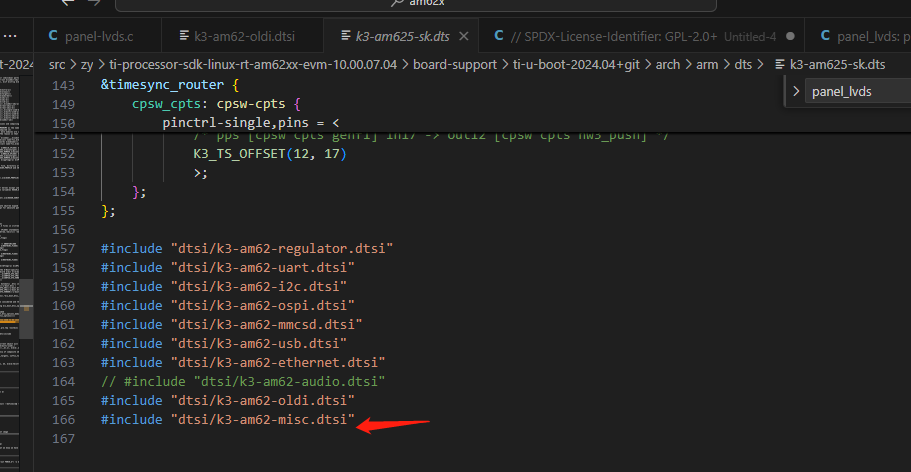 am62x
panel-lvds.c
k3-am62-oldi.dtsi
k3-am625-sk.dts
// SPDX-License-Identifier: GPL-2.0+ Untitled-4
panel_lvds: p
-2024
src > zy > ti-processor-sdk-linux-rt-am62xx-evm-10.00.07.04 > board-support > ti-u-boot-2024.04+git > arch > arm > dts > k3-am625-sk.dts
panel_lvds
143 &timesync_router {
149 cpsw_cpts: cpsw-cpts {
150 pinctrl-single,pins = <
151 /* pps [cpsw cpts genf1] in17 -> out12 [cpsw cpts hw3_push] */
152 K3_TS_OFFSET(12, 17)
153 >;
154 };
155 };
156
157 #include "dtsi/k3-am62-regulator.dtsi"
158 #include "dtsi/k3-am62-uart.dtsi"
159 #include "dtsi/k3-am62-i2c.dtsi"
160 #include "dtsi/k3-am62-ospi.dtsi"
161 #include "dtsi/k3-am62-mmcsd.dtsi"
162 #include "dtsi/k3-am62-usb.dtsi"
163 #include "dtsi/k3-am62-ethernet.dtsi"
164 // #include "dtsi/k3-am62-audio.dtsi"
165 #include "dtsi/k3-am62-oldi.dtsi"
166 #include "dtsi/k3-am62-misc.dtsi"
167